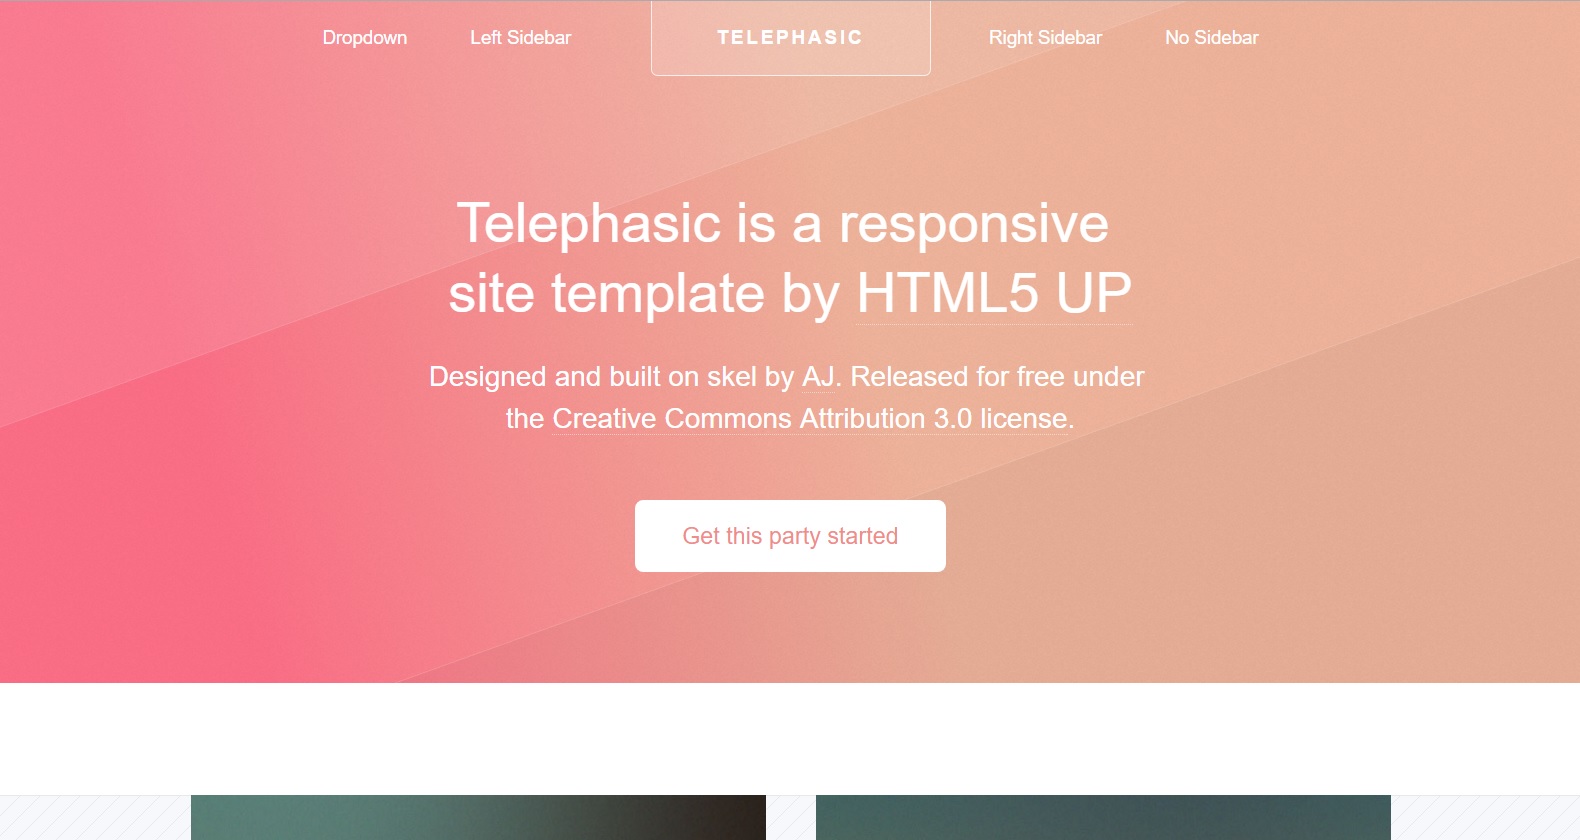 Dropdown Left Sidebar TELEPHASIC Right Sidebar No Sidebar
Telephasic is a responsive
site template by HTML5 UP
Designed and built on skel by AJ. Released for free under
the Creative Commons Attribution 3.0 license.
Get this party started